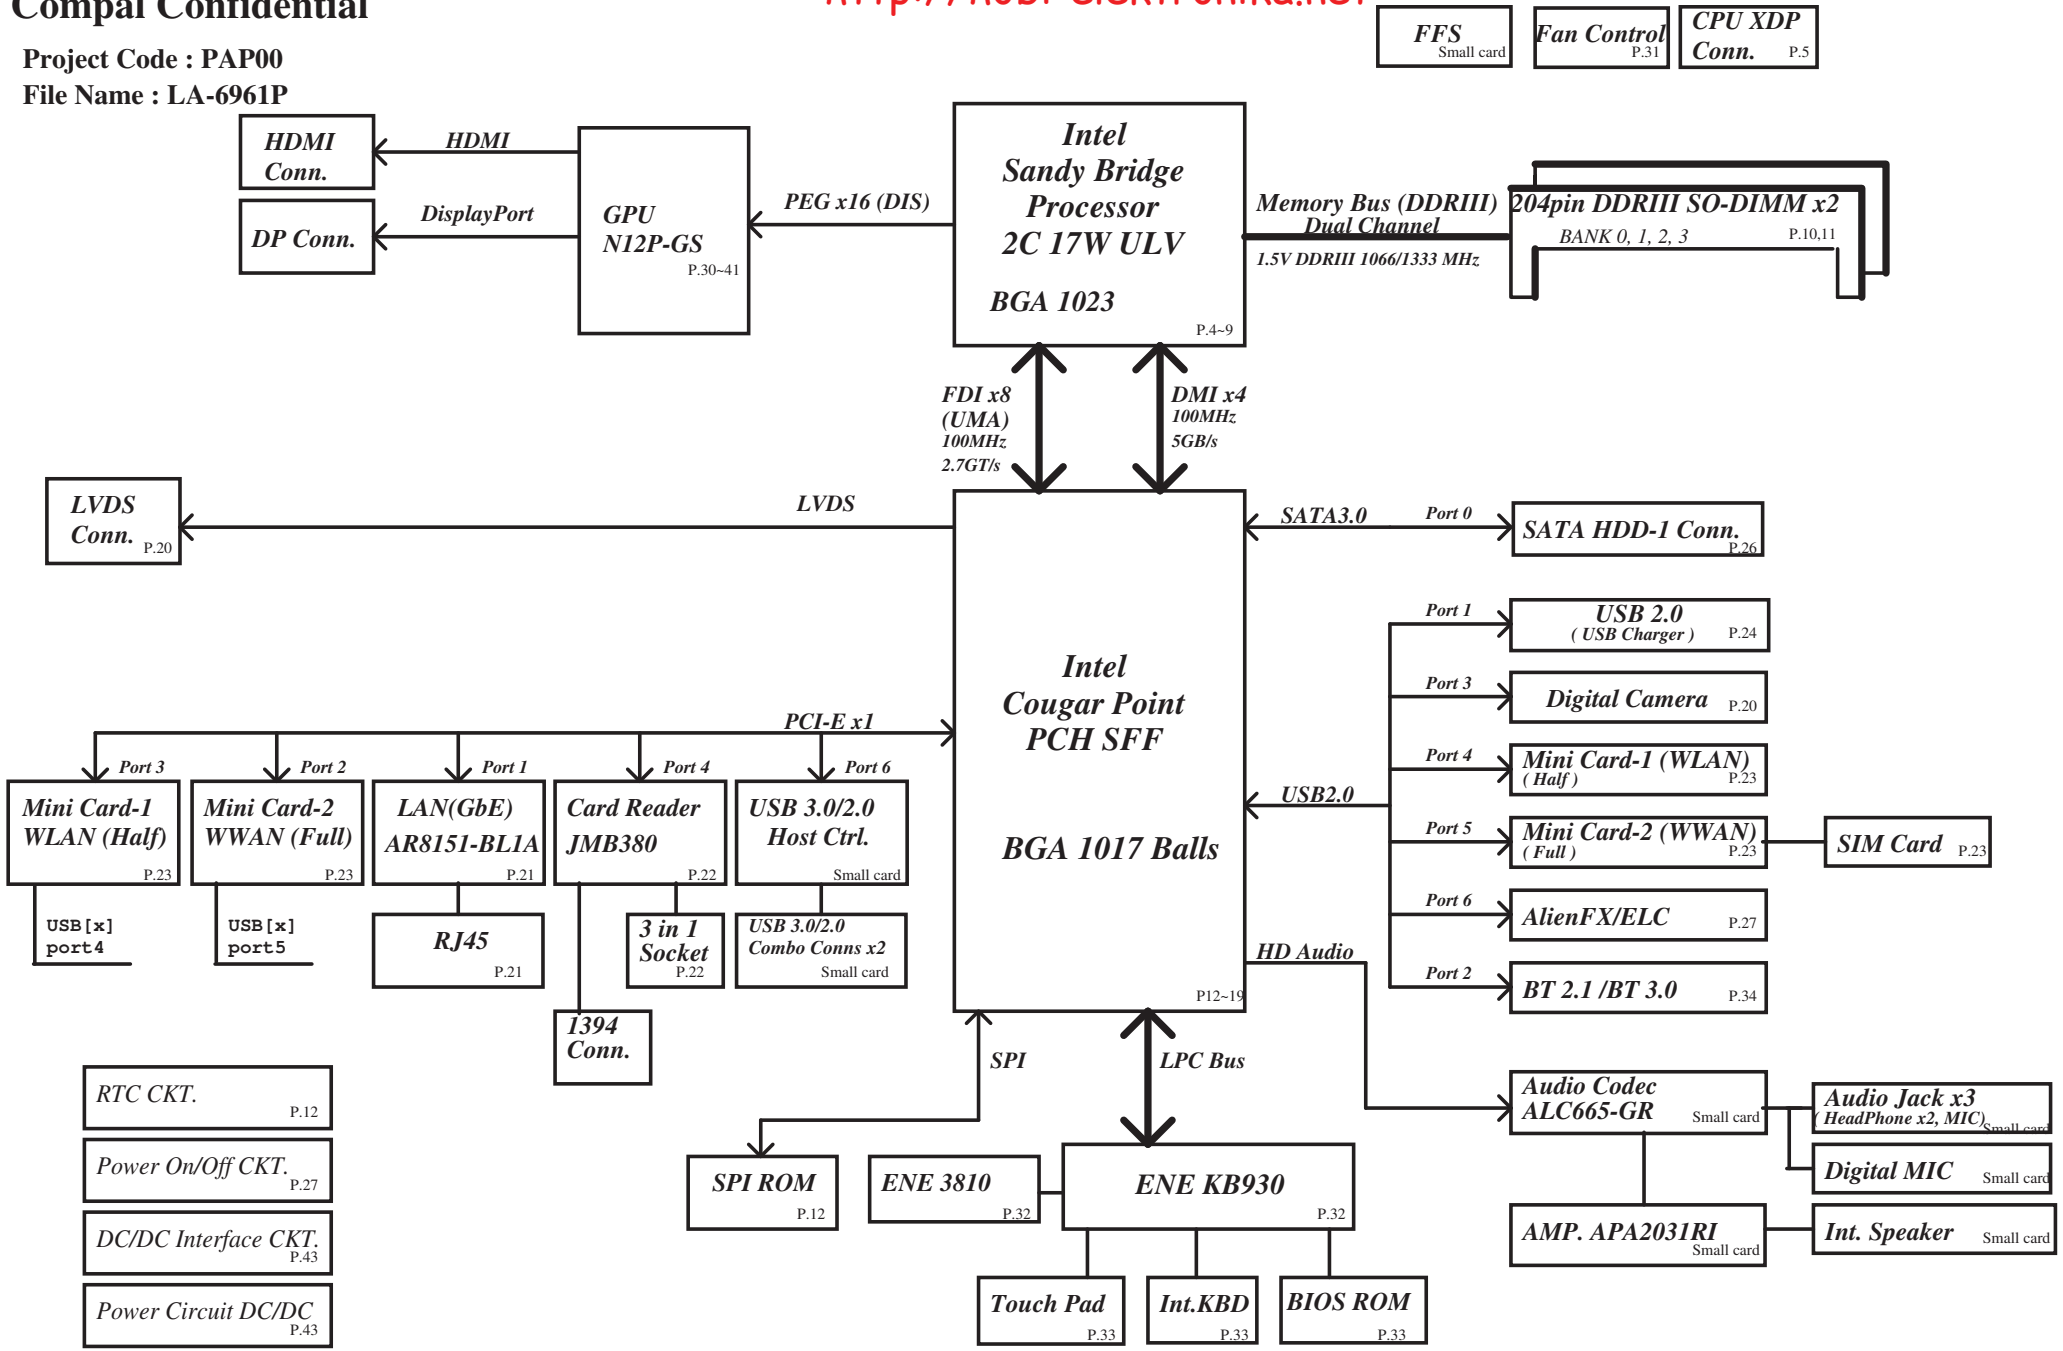 Compal Confidential
Project Code : PAP00
File Name : LA-6961P
FFS
Small card
Fan Control
P.31
CPU XDP
Conn.
P.5
HDMI
Conn.
HDMI
DP Conn.
DisplayPort
GPU
N12P-GS
P.30~41
PEG x16 (DIS)
Intel
Sandy Bridge
Processor
2C 17W ULV
BGA 1023
P.4~9
Memory Bus (DDRIII)
Dual Channel
1.5V DDRIII 1066/1333 MHz
204pin DDRIII SO-DIMM x2
BANK 0, 1, 2, 3
P.10,11
FDI x8
(UMA)
100MHz
2.7GT/s
DMI x4
100MHz
5GB/s
LVDS
Conn.
P.20
LVDS
Intel
Cougar Point
PCH SFF
BGA 1017 Balls
P12~19
SATA3.0
Port 0
SATA HDD-1 Conn.
P.26
USB2.0
Port 1
USB 2.0
( USB Charger )
P.24
Port 3
Digital Camera
P.20
Port 4
Mini Card-1 (WLAN)
( Half )
P.23
Port 5
Mini Card-2 (WWAN)
( Full )
P.23
SIM Card
P.23
Port 6
AlienFX/ELC
P.27
Port 2
BT 2.1 /BT 3.0
P.34
PCI-E x1
Port 3
Mini Card-1
WLAN (Half)
P.23
USB[x]
port4
Port 2
Mini Card-2
WWAN (Full)
P.23
USB[x]
port5
Port 1
LAN(GbE)
AR8151-BL1A
P.21
RJ45
P.21
Port 4
Card Reader
JMB380
P.22
3 in 1
Socket
P.22
1394
Conn.
Port 6
USB 3.0/2.0
Host Ctrl.
Small card
USB 3.0/2.0
Combo Conns x2
Small card
HD Audio
Audio Codec
ALC665-GR
Small card
Audio Jack x3
( HeadPhone x2, MIC)
Small card
Digital MIC
Small card
AMP. APA2031RI
Small card
Int. Speaker
Small card
SPI
SPI ROM
P.12
LPC Bus
ENE 3810
P.32
ENE KB930
P.32
Touch Pad
P.33
Int.KBD
P.33
BIOS ROM
P.33
RTC CKT.
P.12
Power On/Off CKT.
P.27
DC/DC Interface CKT.
P.43
Power Circuit DC/DC
P.43